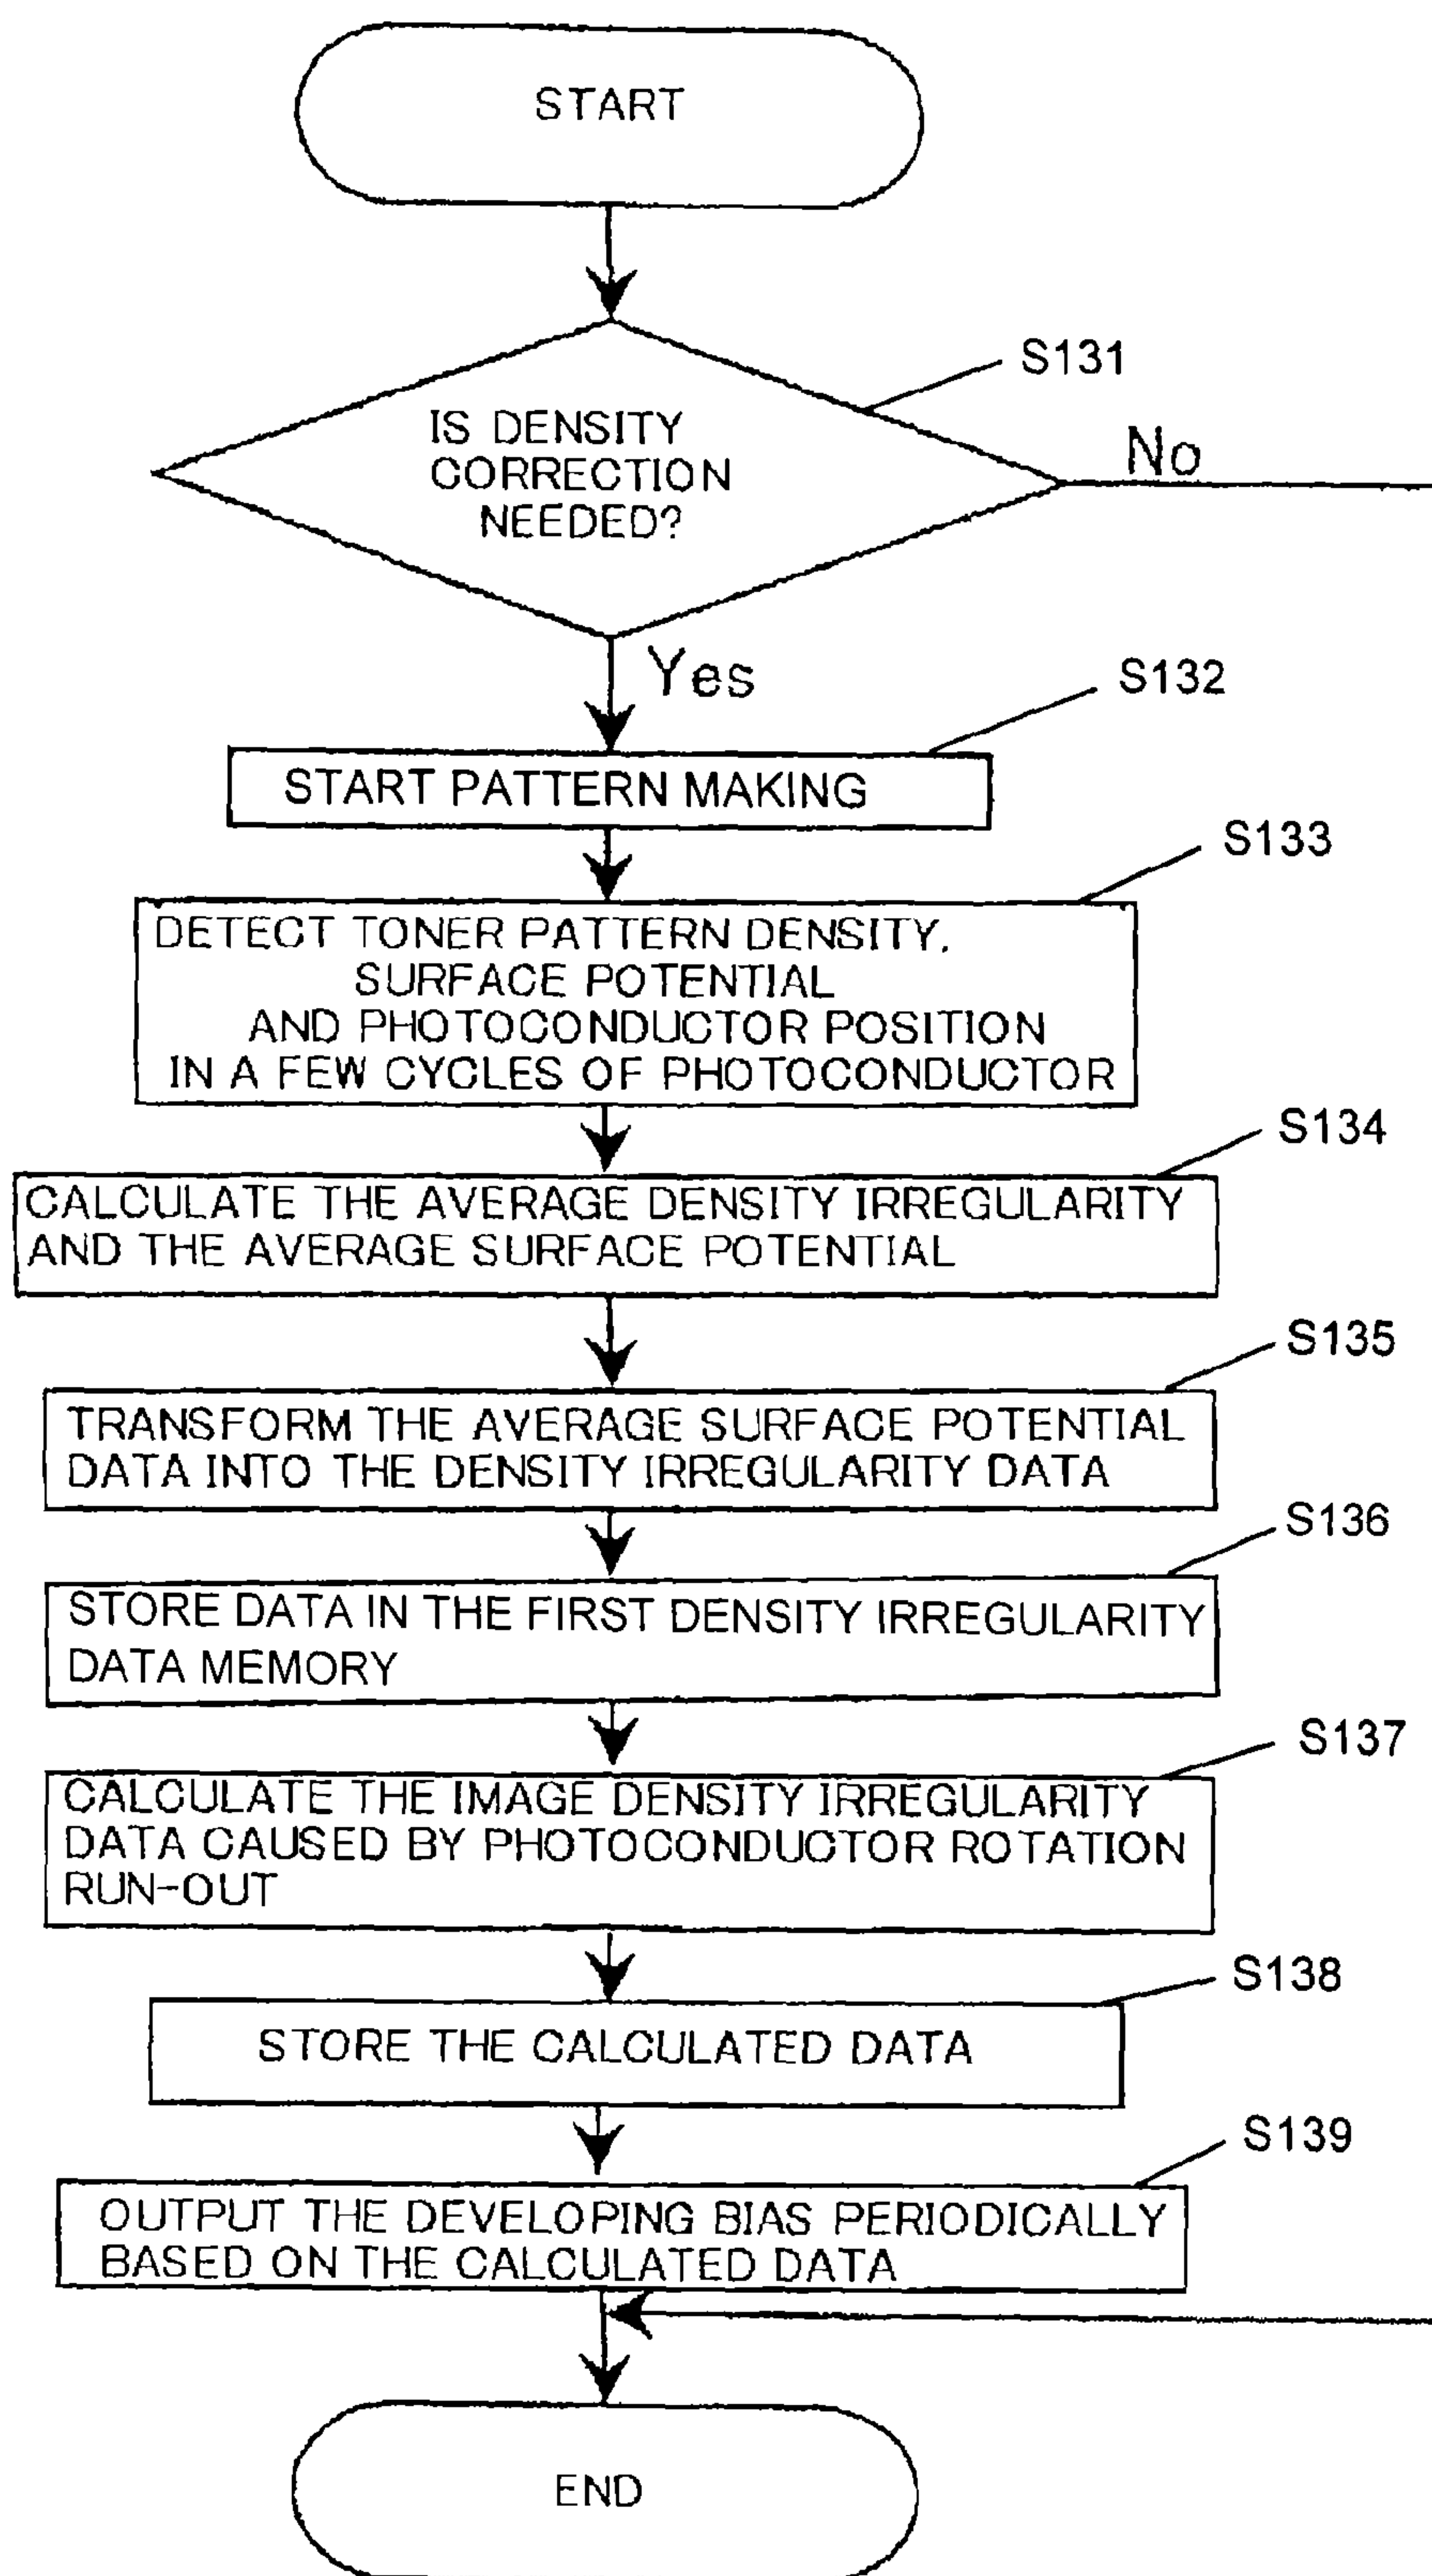 START
S131
IS DENSITY
CORRECTION
NEEDED?
No
Yes
S132
START PATTERN MAKING
S133
DETECT TONER PATTERN DENSITY,
SURFACE POTENTIAL
AND PHOTOCONDUCTOR POSITION
IN A FEW CYCLES OF PHOTOCONDUCTOR
S134
CALCULATE THE AVERAGE DENSITY IRREGULARITY
AND THE AVERAGE SURFACE POTENTIAL
S135
TRANSFORM THE AVERAGE SURFACE POTENTIAL
DATA INTO THE DENSITY IRREGULARITY DATA
S136
STORE DATA IN THE FIRST DENSITY IRREGULARITY
DATA MEMORY
S137
CALCULATE THE IMAGE DENSITY IRREGULARITY
DATA CAUSED BY PHOTOCONDUCTOR ROTATION
RUN-OUT
S138
STORE THE CALCULATED DATA
S139
OUTPUT THE DEVELOPING BIAS PERIODICALLY
BASED ON THE CALCULATED DATA
END